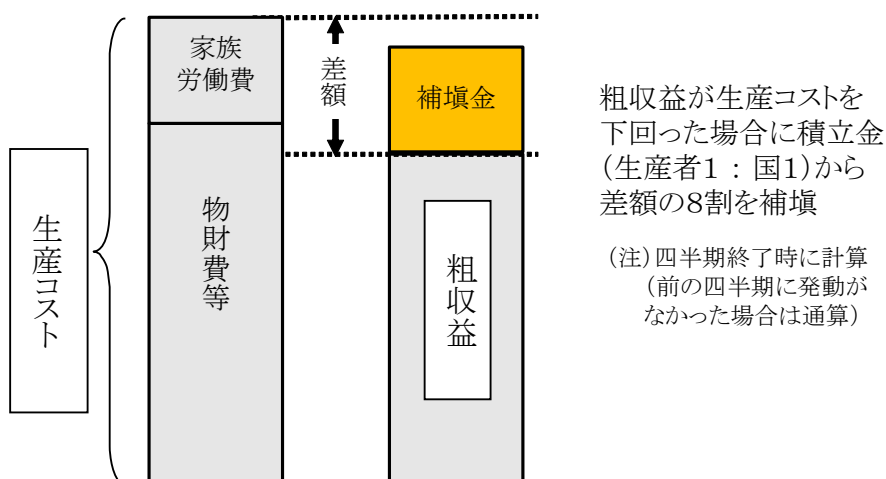 生産コスト
家族
労働費
物財費等
差額
補塡金
粗収益
粗収益が生産コストを
下回った場合に積立金
(生産者1：国1)から
差額の8割を補塡
(注)四半期終了時に計算
(前の四半期に発動が
なかった場合は通算)